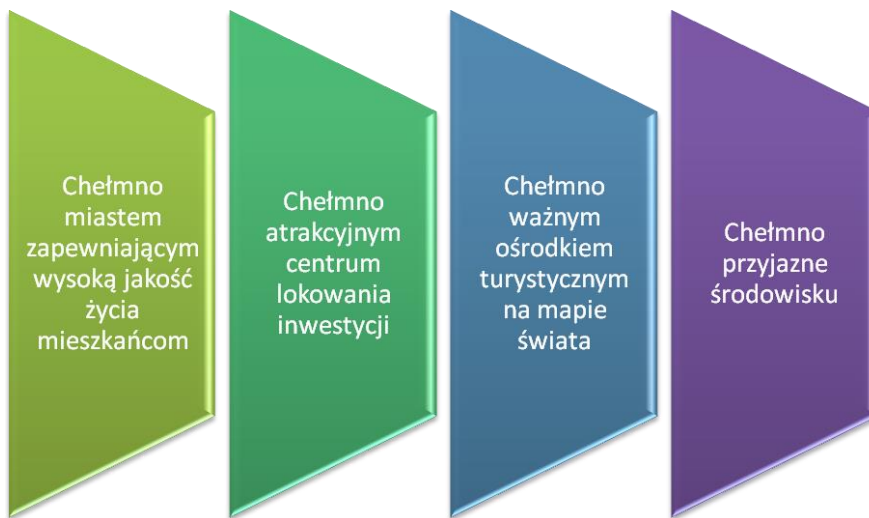 Chełmno
miastem
zapewniającym
wysoką jakość
życia
mieszkańcom
Chełmno
atrakcyjnym
centrum
lokowania
inwestycji
Chełmno
ważnym
ośrodkiem
turystycznym
na mapie
świata
Chełmno
przyjazne
środowisku